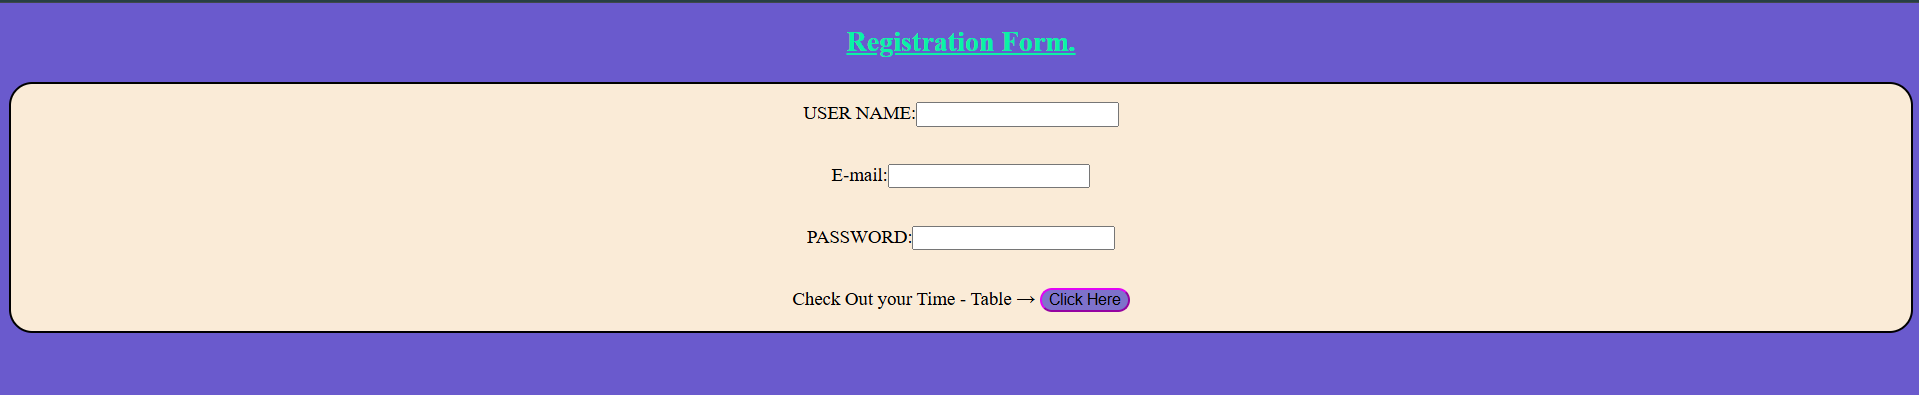 Registration Form.
USER NAME:
E-mail:
PASSWORD:
Check Out your Time - Table → Click Here